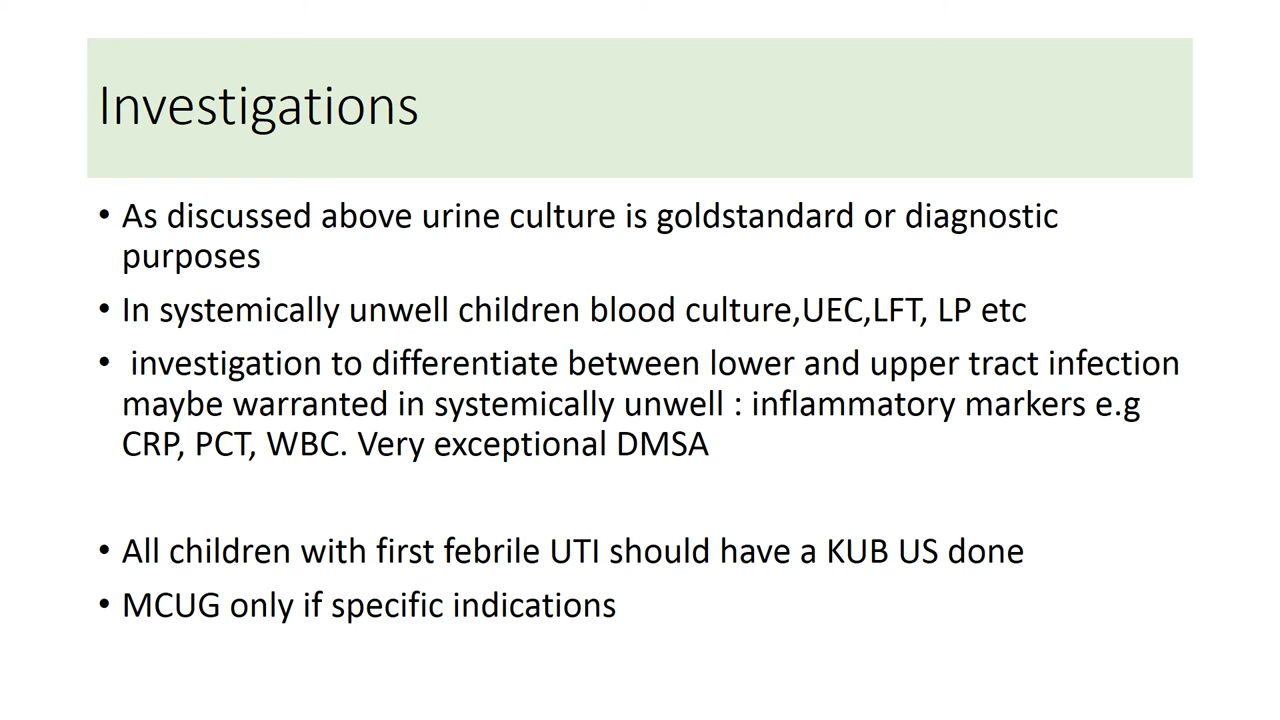 Investigations
• As discussed above urine culture is goldstandard or diagnostic
purposes
• In systemically unwell children blood culture,UEC,LFT, LP etc
• investigation to differentiate between lower and upper tract infection
maybe warranted in systemically unwell : inflammatory markers e.g
CRP, PCT, WBC. Very exceptional DMSA
• All children with first febrile UTI should have a KUB US done
• MCUG only if specific indications